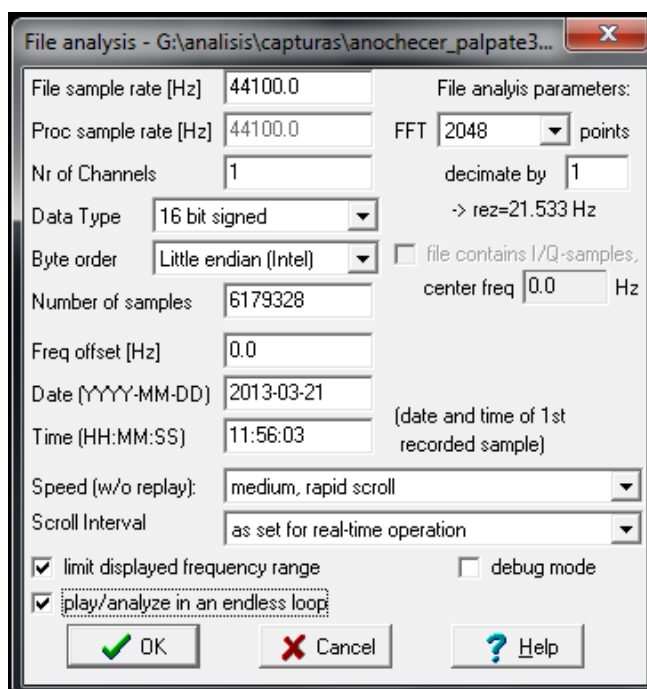 File analysis - G:\analisis\capturas\anochecer_palpate3...
File sample rate [Hz] 44100.0
File analyis parameters:
Proc sample rate [Hz] 44100.0
FFT 2048 points
Nr of Channels 1
decimate by 1
Data Type 16 bit signed
-> rez=21.533 Hz
Byte order Little endian (Intel)
file contains I/Q-samples,
center freq 0.0 Hz
Number of samples 6179328
Freq offset [Hz] 0.0
Date (YYYY-MM-DD) 2013-03-21
Time (HH:MM:SS) 11:56:03
(date and time of 1st
recorded sample)
Speed (w/o replay): medium, rapid scroll
Scroll Interval as set for real-time operation
limit displayed frequency range
debug mode
play/analyze in an endless loop
OK
Cancel
Help